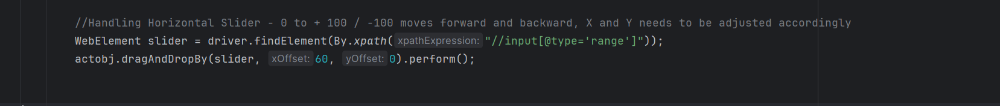 //Handling Horizontal Slider - 0 to + 100 / -100 moves forward and backward, X and Y needs to be adjusted accordingly
WebElement slider = driver.findElement(By.xpath( xpathExpression: "//input[@type='range']"));
actobj.dragAndDropBy(slider, xOffset: 60, yOffset: 0).perform();